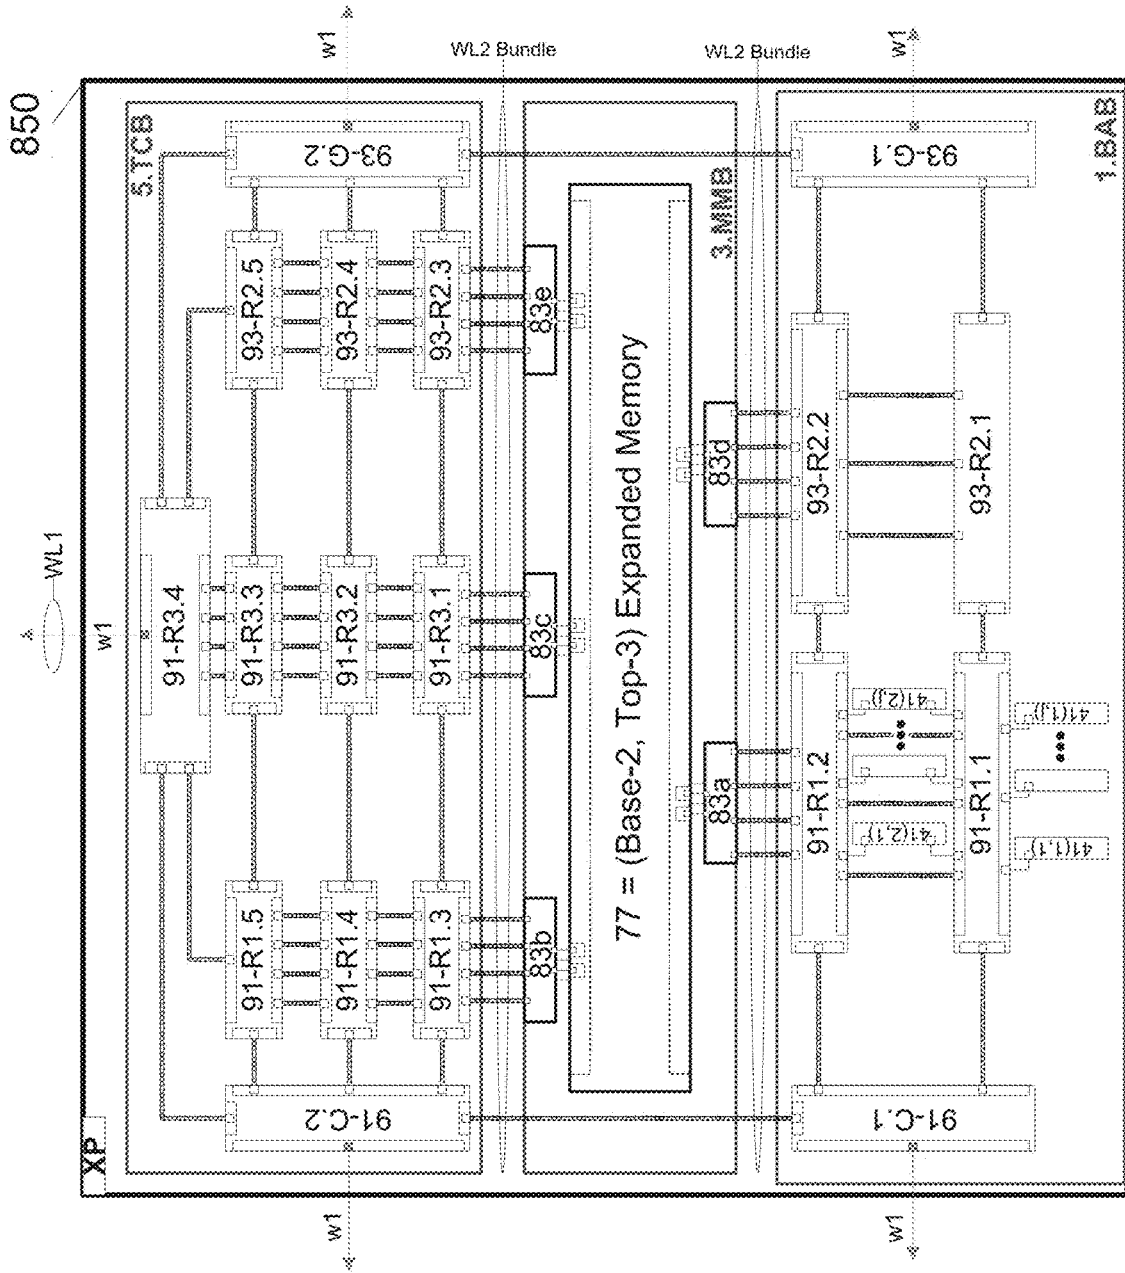 850
XP
WL1
w1
w1
w1
w1
w1
WL2 Bundle
WL2 Bundle
5.TCB
91-R3.4
91-C.2
91-R1.5
91-R1.4
91-R1.3
91-R3.3
91-R3.2
91-R3.1
93-R2.5
93-R2.4
93-R2.3
93-G.2
3.MMB
83b
83c
83e
77 = (Base-2, Top-3) Expanded Memory
83a
83d
1.BAB
91-C.1
91-R1.2
93-R2.2
93-G.1
41(2,1)
•••
41(2,j)
91-R1.1
93-R2.1
41(1,1)
•••
41(1,j)